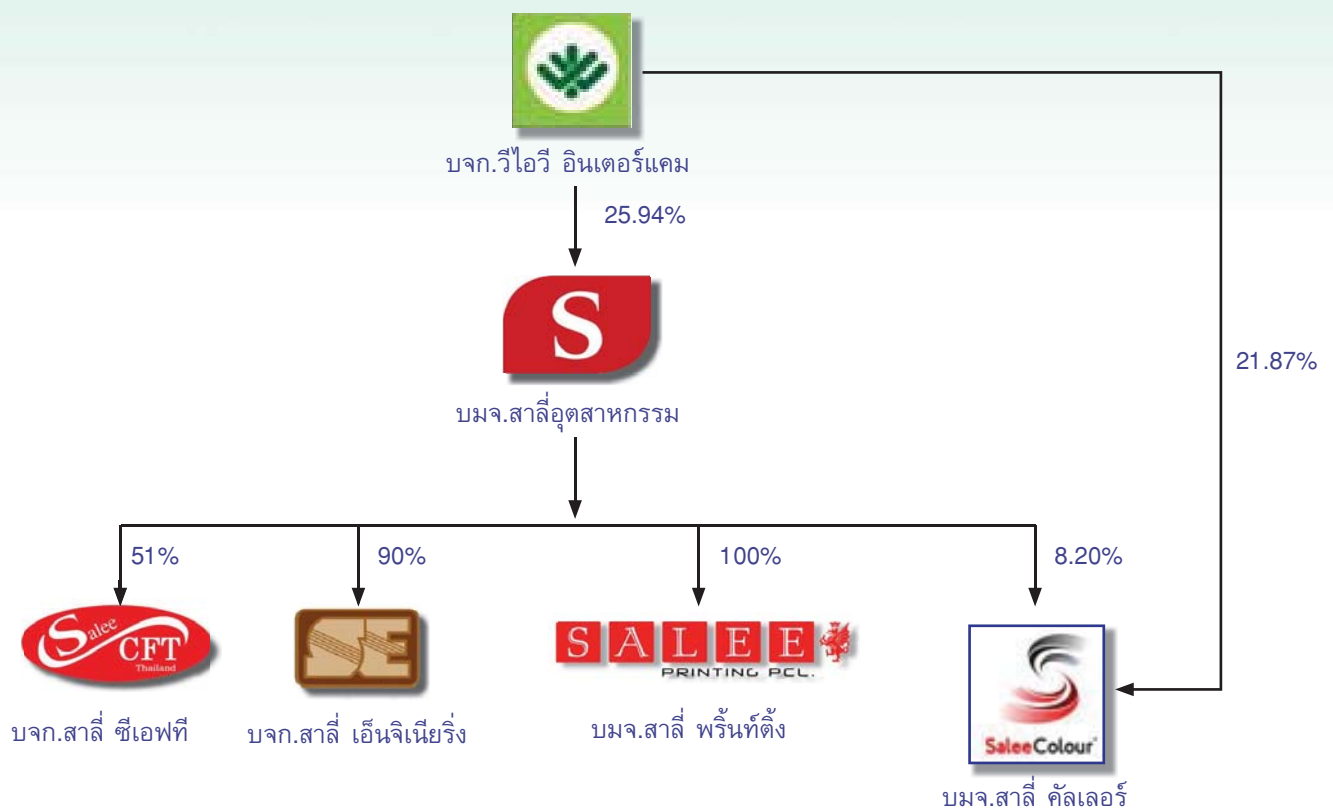 บจก.วีไอวี อินเตอร์แคม
25.94%
S
21.87%
บมจ.สาลี่อุตสาหกรรม
51%
90%
100%
8.20%
Salee
CFT
Thailand
SE
SALEE
PRINTING PCL.
SaleeColour
บจก.สาลี่ ซีเอฟที
บจก.สาลี่ เอ็นจิเนียริ่ง
บมจ.สาลี่ พริ้นท์ติ้ง
บมจ.สาลี่ คัลเลอร์